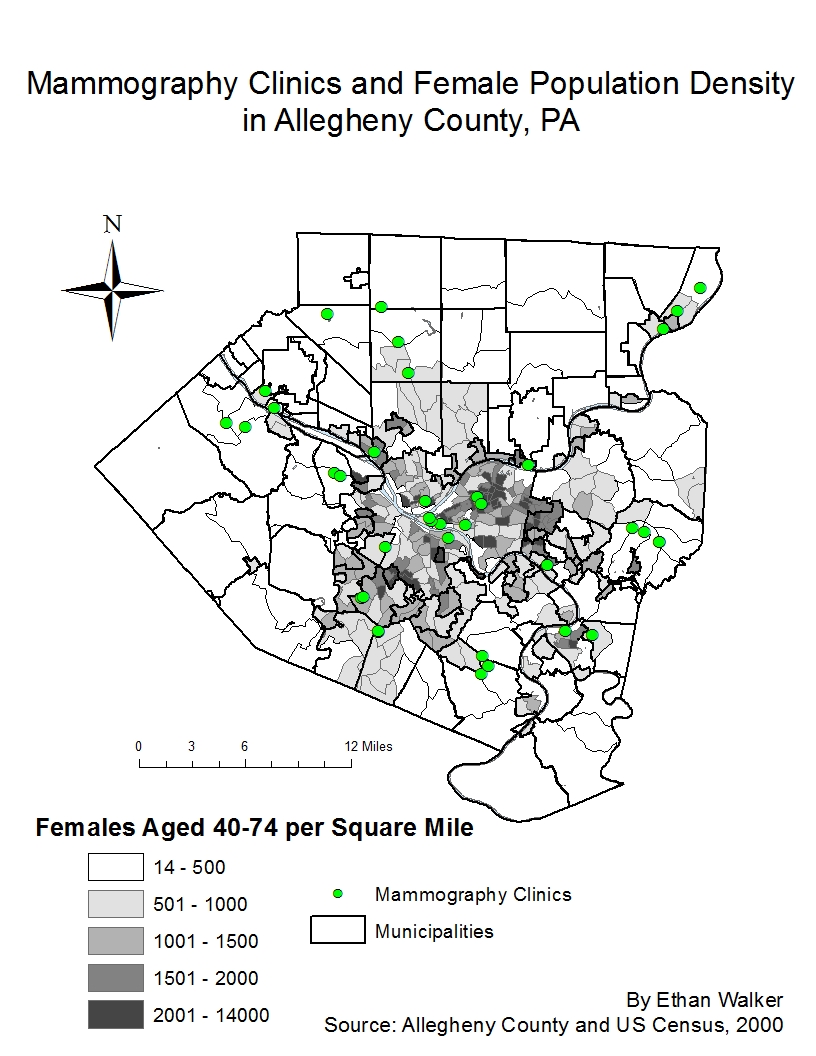 Mammography Clinics and Female Population Density
in Allegheny County, PA
N
0 3 6 12 Miles
Females Aged 40-74 per Square Mile
14 - 500
501 - 1000
1001 - 1500
1501 - 2000
2001 - 14000
Mammography Clinics
Municipalities
By Ethan Walker
Source: Allegheny County and US Census, 2000